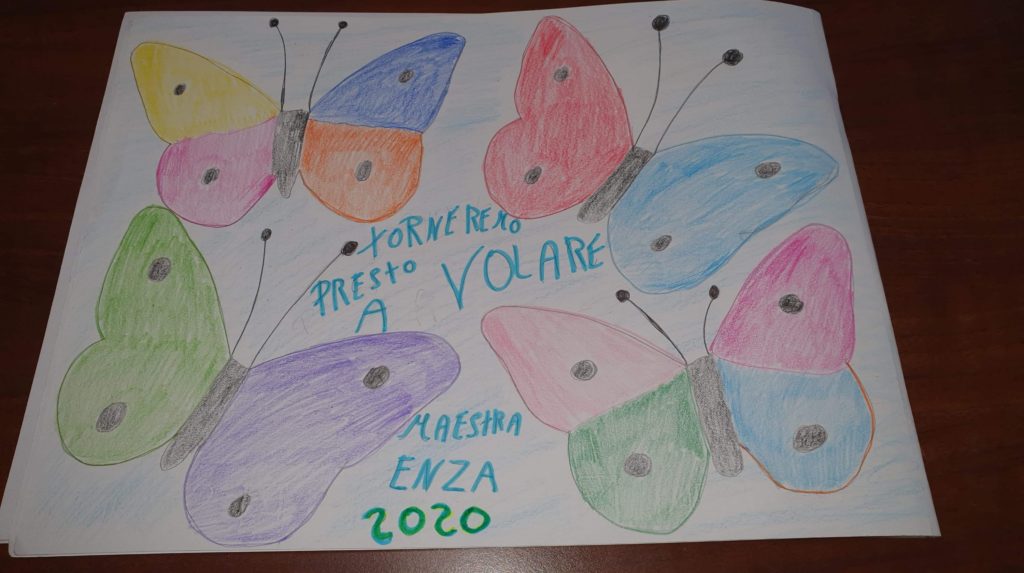 TORNEREMO
PRESTO
A VOLARE
MAESTRA
ENZA
2020